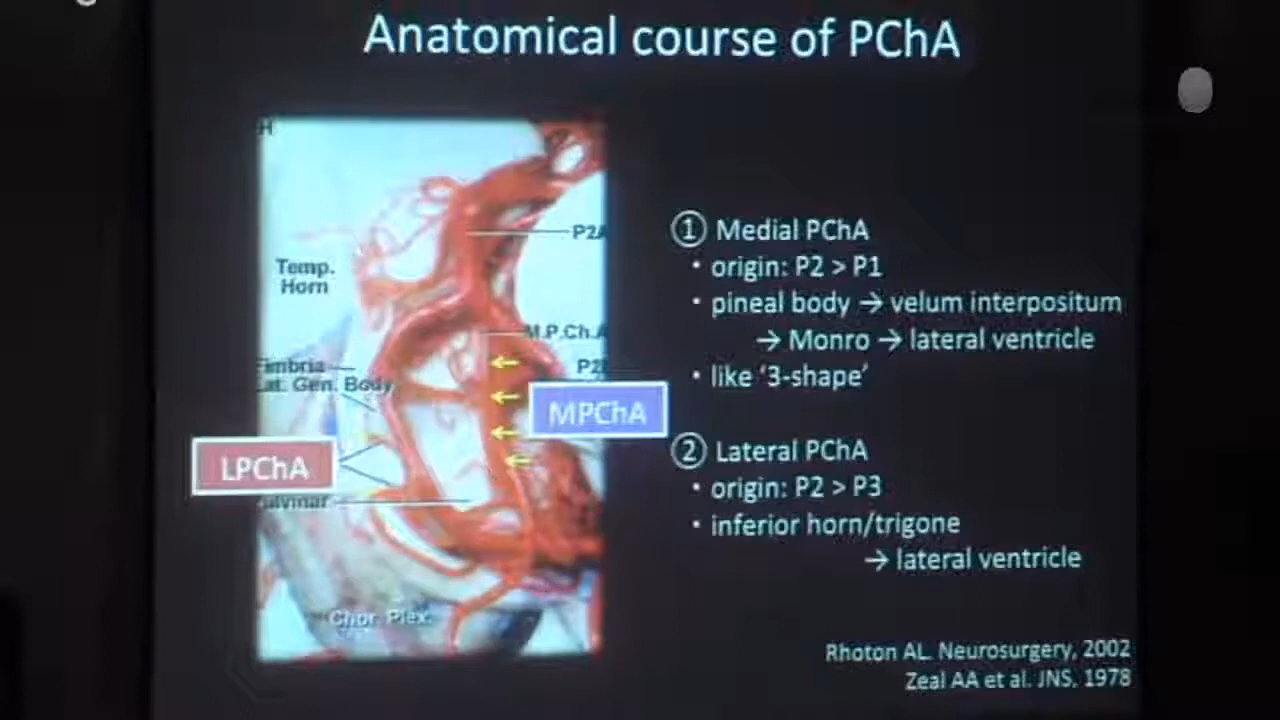 Anatomical course of PChA
H
P2A
Temp.
Horn
M.P.Ch.A
Fimbria
P2
Lat. Gen. Body
MPChA
LPChA
Chor. Plex.
① Medial PChA
• origin: P2 > P1
• pineal body → velum interpositum
→ Monro → lateral ventricle
• like ‘3-shape’
② Lateral PChA
• origin: P2 > P3
• inferior horn/trigone
→ lateral ventricle
Rhoton AL. Neurosurgery, 2002
Zeal AA et al. JNS, 1978